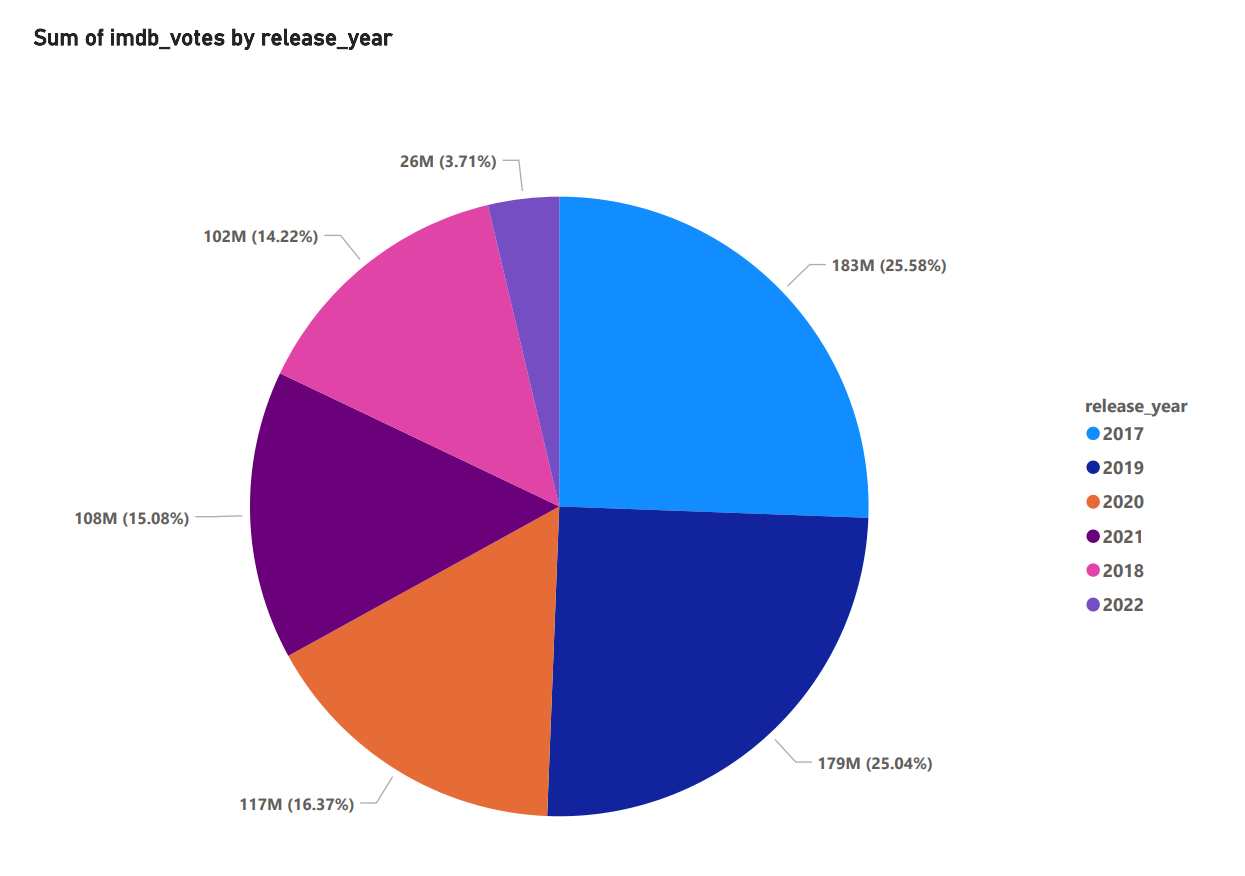 Sum of imdb_votes by release_year
26M (3.71%)
102M (14.22%)
183M (25.58%)
108M (15.08%)
179M (25.04%)
117M (16.37%)
release_year
2017
2019
2020
2021
2018
2022